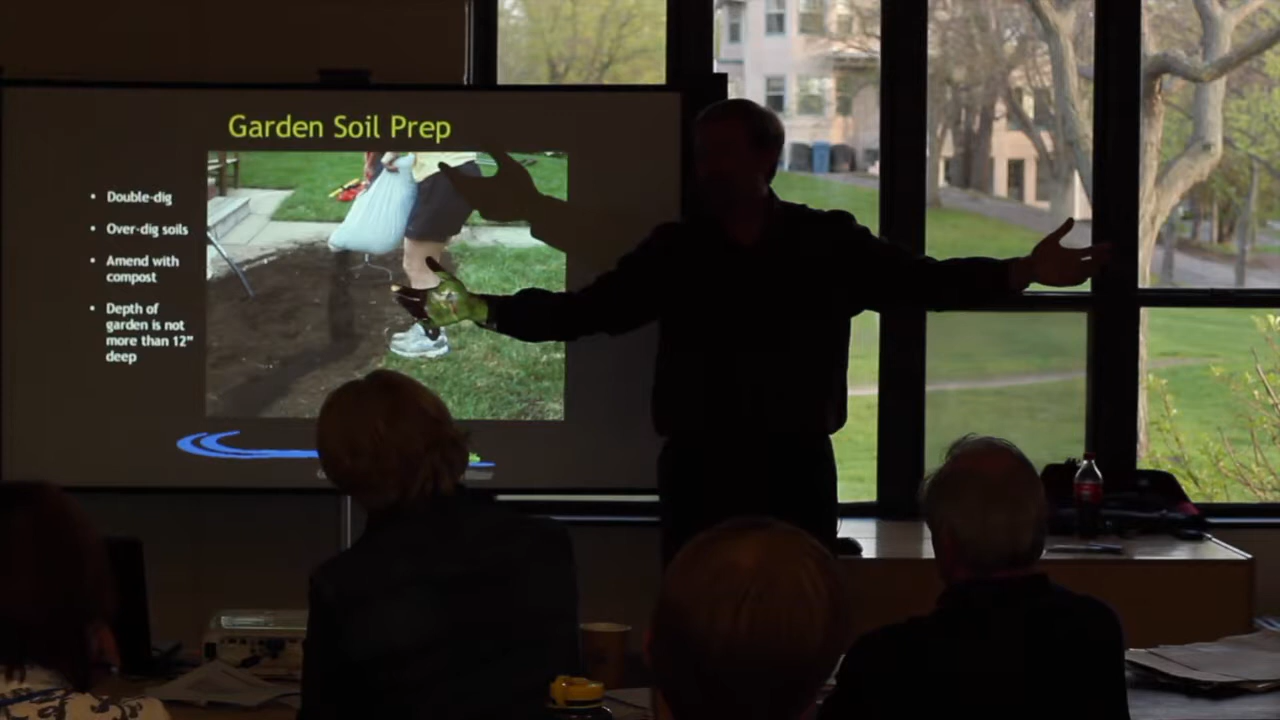 Garden Soil Prep
• Double-dig
• Over-dig soils
• Amend with
compost
• Depth of
garden is not
more than 12"
deep